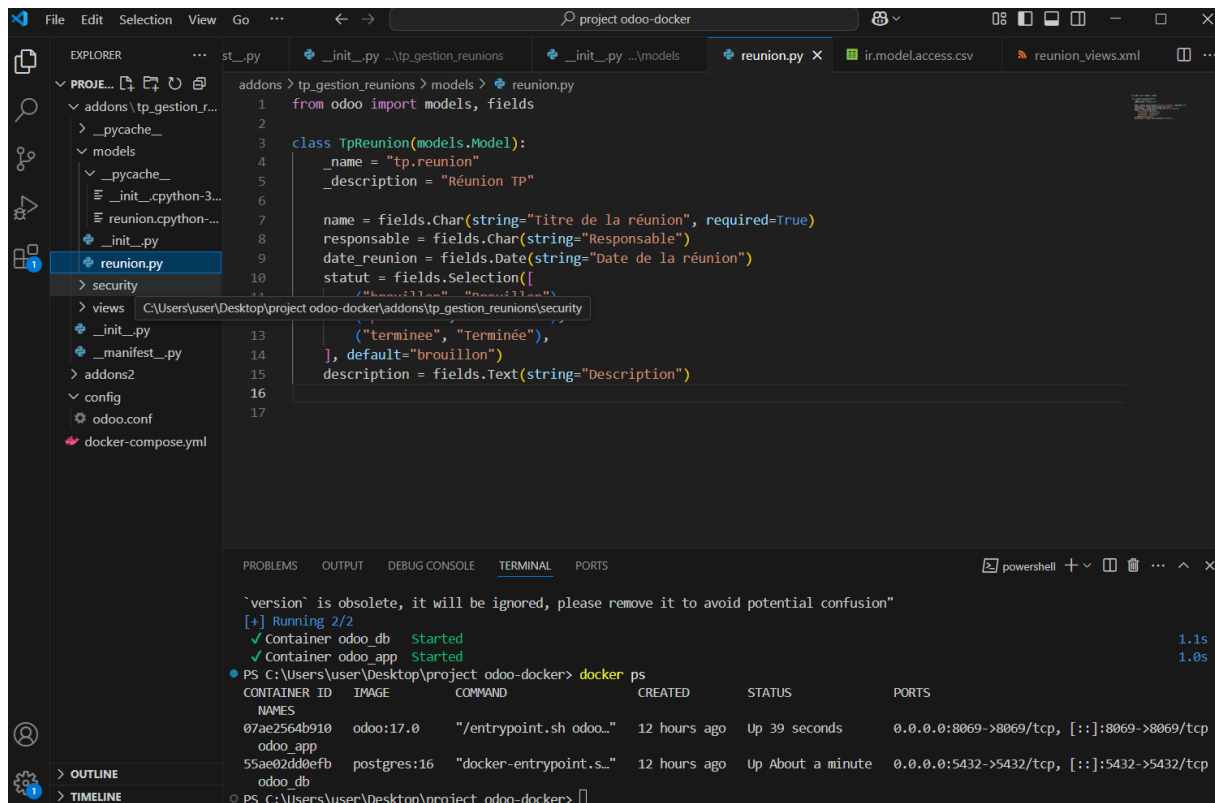 File Edit Selection View Go ··· ← → project odoo-docker
EXPLORER ···
st__.py __init__.py ...\tp_gestion_reunions __init__.py ...\models reunion.py ir.model.access.csv reunion_views.xml ···
PROJE...
addons\tp_gestion_r...
__pycache__
models
__pycache__
__init__.cpython-3...
reunion.cpython-...
__init__.py
reunion.py
security
views
__init__.py
__manifest__.py
addons2
config
odoo.conf
docker-compose.yml
OUTLINE
TIMELINE
1
1
addons > tp_gestion_reunions > models > reunion.py
1 from odoo import models, fields
2
3 class TpReunion(models.Model):
4 _name = "tp.reunion"
5 _description = "Réunion TP"
6
7 name = fields.Char(string="Titre de la réunion", required=True)
8 responsable = fields.Char(string="Responsable")
9 date_reunion = fields.Date(string="Date de la réunion")
10 statut = fields.Selection([
11 ("brouillon", "Brouillon"),
C:\Users\user\Desktop\project odoo-docker\addons\tp_gestion_reunions\security
13 ("terminee", "Terminée"),
14 ], default="brouillon")
15 description = fields.Text(string="Description")
16
17
PROBLEMS OUTPUT DEBUG CONSOLE TERMINAL PORTS powershell ···
`version` is obsolete, it will be ignored, please remove it to avoid potential confusion"
[+] Running 2/2
✓ Container odoo_db Started 1.1s
✓ Container odoo_app Started 1.0s
PS C:\Users\user\Desktop\project odoo-docker> docker ps
CONTAINER ID IMAGE COMMAND CREATED STATUS PORTS
NAMES
07ae2564b910 odoo:17.0 "/entrypoint.sh odoo…" 12 hours ago Up 39 seconds 0.0.0.0:8069->8069/tcp, [::]:8069->8069/tcp
odoo_app
55ae02dd0efb postgres:16 "docker-entrypoint.s…" 12 hours ago Up About a minute 0.0.0.0:5432->5432/tcp, [::]:5432->5432/tcp
odoo_db
PS C:\Users\user\Desktop\project odoo-docker>